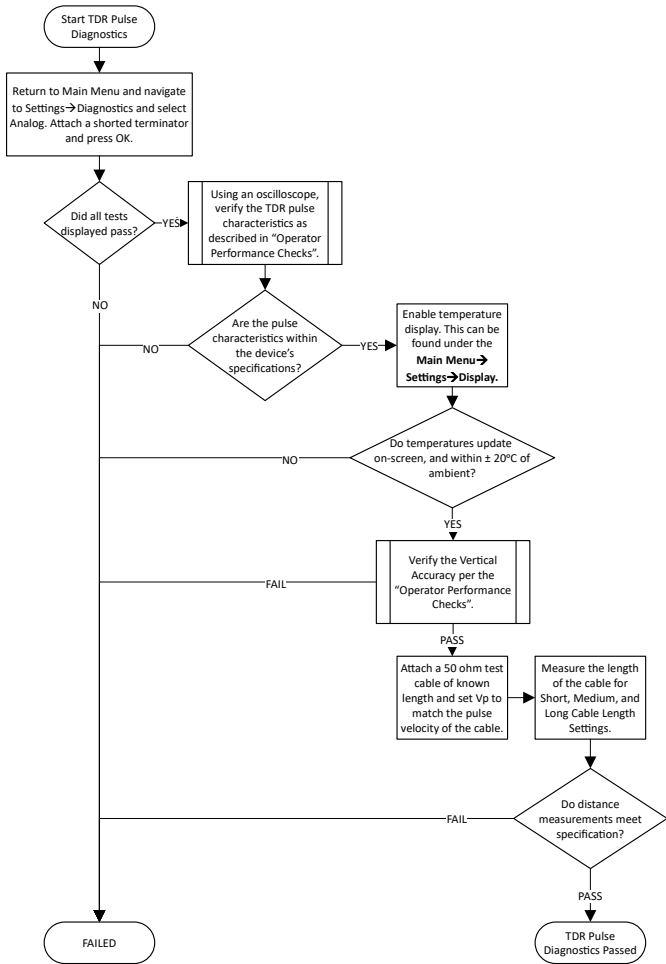 Start TDR Pulse
Diagnostics
Return to Main Menu and navigate
to Settings→Diagnostics and select
Analog. Attach a shorted terminator
and press OK.
Did all tests
displayed pass?
YES
Using an oscilloscope,
verify the TDR pulse
characteristics as
described in “Operator
Performance Checks”.
NO
Are the pulse
characteristics within
the device’s
specifications?
NO
YES
Enable temperature
display. This can be
found under the
Main Menu→
Settings→Display.
Do temperatures update
on-screen, and within ± 20°C of
ambient?
NO
YES
Verify the Vertical
Accuracy per the
“Operator Performance
Checks”.
FAIL
PASS
Attach a 50 ohm test
cable of known
length and set Vp to
match the pulse
velocity of the cable.
Measure the length
of the cable for
Short, Medium, and
Long Cable Length
Settings.
Do distance
measurements meet
specification?
FAIL
PASS
FAILED
TDR Pulse
Diagnostics Passed